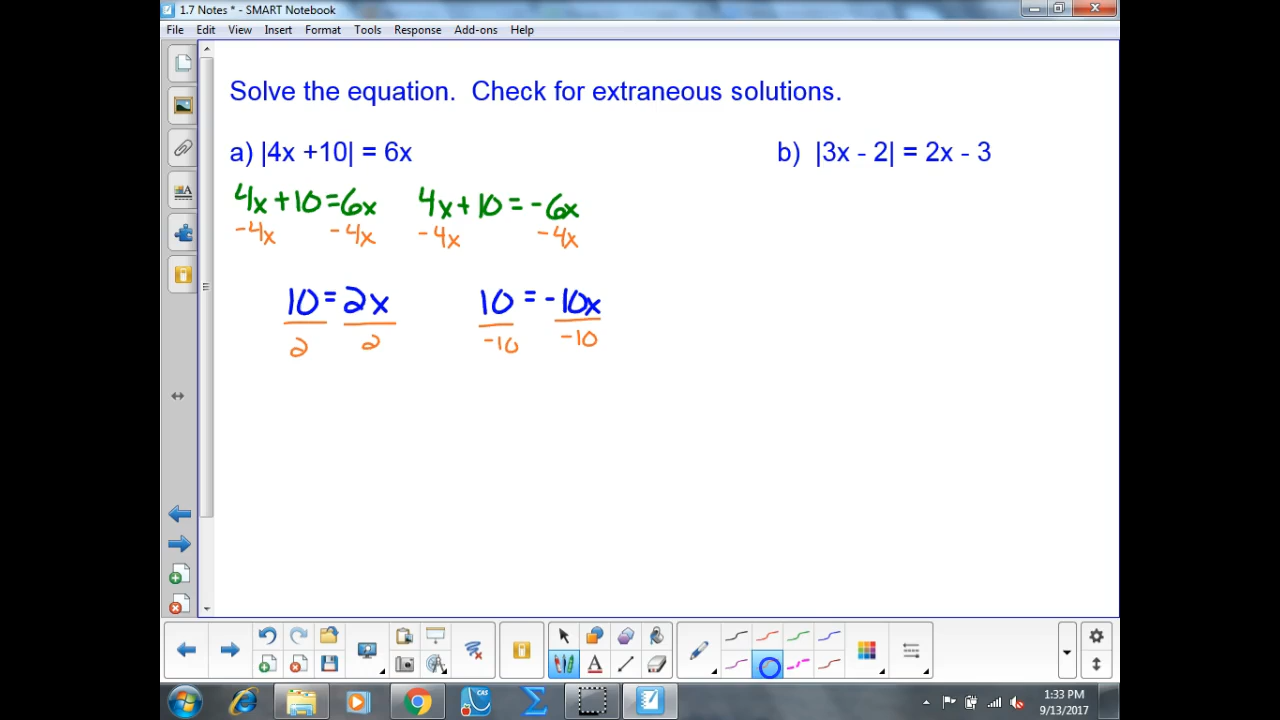 1.7 Notes * - SMART Notebook
File Edit View Insert Format Tools Response Add-ons Help
Solve the equation. Check for extraneous solutions.
a) |4x +10| = 6x
b) |3x - 2| = 2x - 3
4x+10=6x 4x+10=-6x
-4x -4x -4x -4x
10=2x 10=-10x
2 2 -10 -10
A
CAS
1:33 PM
9/13/2017